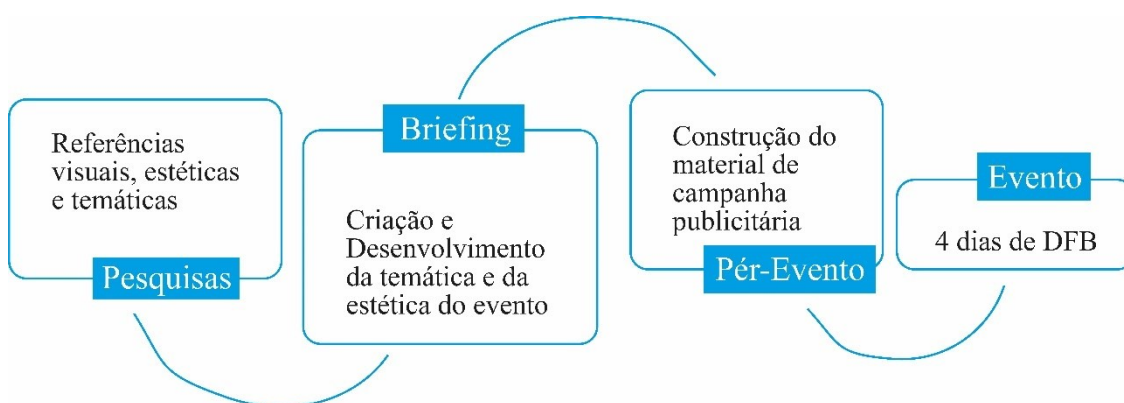 Referências
visuais, estéticas
e temáticas
Pesquisas
Briefing
Criação e
Desenvolvimento
da temática e da
estética do evento
Construção do
material de
campanha
publicitária
Pér-Evento
Evento
4 dias de DFB